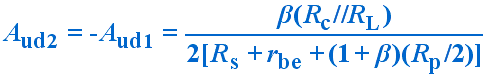 A_ud2 = -A_ud1 = β(R_c//R_L) / 2[R_s + r_be + (1 + β)(R_p/2)]